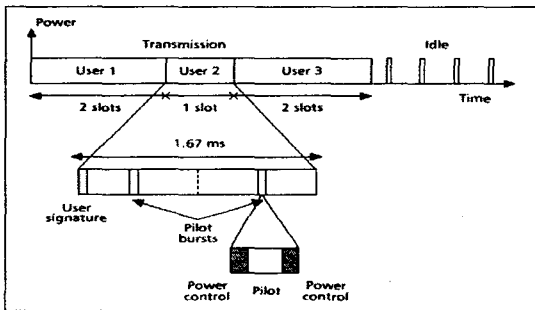 Power
Transmission
Idle
User 1
User 2
User 3
2 slots
1 slot
2 slots
Time
1.67 ms
User
signature
Pilot
bursts
Power
control
Pilot
Power
control